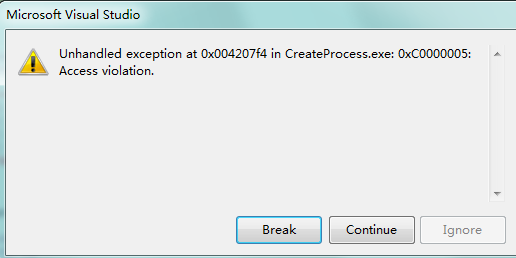 Microsoft Visual Studio
Unhandled exception at 0x004207f4 in CreateProcess.exe: 0xC0000005:
Access violation.
Break
Continue
Ignore